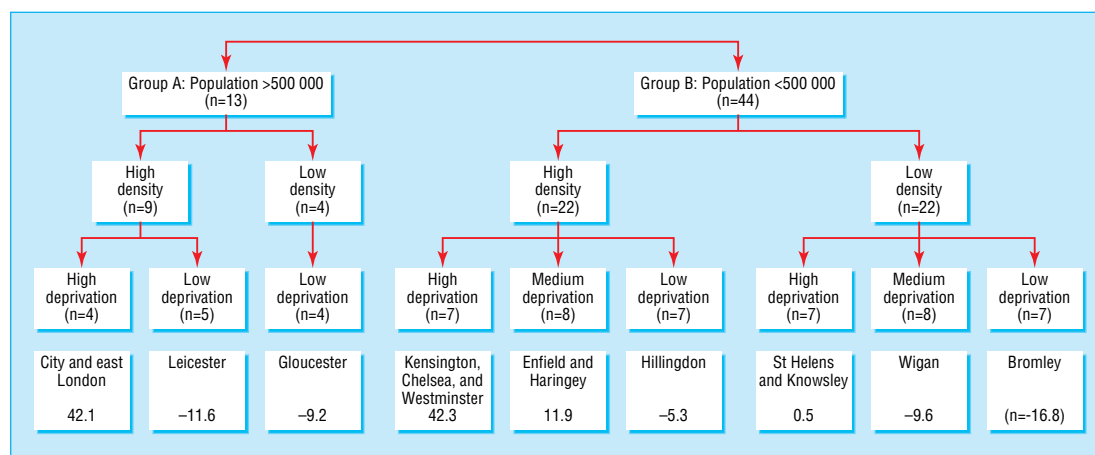 Group A: Population >500 000
(n=13)
Group B: Population <500 000
(n=44)
High
density
(n=9)
Low
density
(n=4)
High
density
(n=22)
Low
density
(n=22)
High
deprivation
(n=4)
Low
deprivation
(n=5)
Low
deprivation
(n=4)
High
deprivation
(n=7)
Medium
deprivation
(n=8)
Low
deprivation
(n=7)
High
deprivation
(n=7)
Medium
deprivation
(n=8)
Low
deprivation
(n=7)
City and east
London
42.1
Leicester
–11.6
Gloucester
–9.2
Kensington,
Chelsea, and
Westminster
42.3
Enfield and
Haringey
11.9
Hillingdon
–5.3
St Helens
and Knowsley
0.5
Wigan
–9.6
Bromley
(n=-16.8)